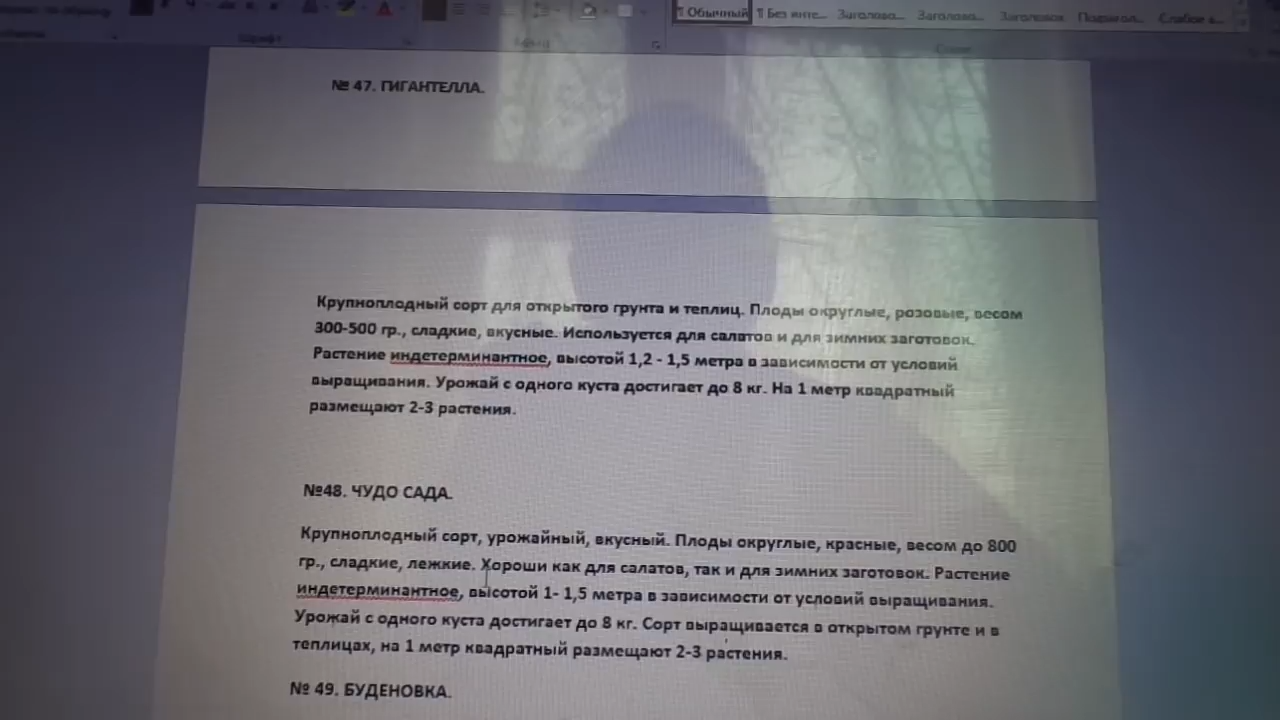 Шрифт
Абзац
¶ Обычный ¶ Без инте... Заголово... Заголово... Заголовок Подзагол... Слабое в...
Стили
№ 47. ГИГАНТЕЛЛА.
Крупноплодный сорт для открытого грунта и теплиц. Плоды округлые, розовые, весом
300-500 гр., сладкие, вкусные. Используется для салатов и для зимних заготовок.
Растение индетерминантное, высотой 1,2 - 1,5 метра в зависимости от условий
выращивания. Урожай с одного куста достигает до 8 кг. На 1 метр квадратный
размещают 2-3 растения.
№48. ЧУДО САДА.
Крупноплодный сорт, урожайный, вкусный. Плоды округлые, красные, весом до 800
гр., сладкие, лежкие. Хороши как для салатов, так и для зимних заготовок. Растение
индетерминантное, высотой 1- 1,5 метра в зависимости от условий выращивания.
Урожай с одного куста достигает до 8 кг. Сорт выращивается в открытом грунте и в
теплицах, на 1 метр квадратный размещают 2-3 растения.
№ 49. БУДЕНОВКА.